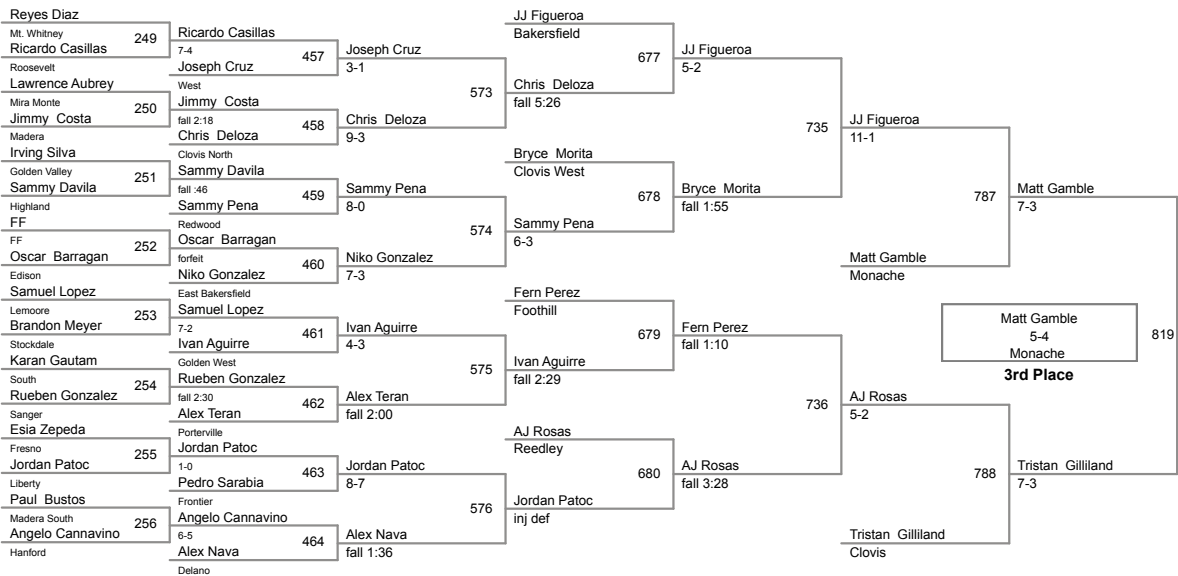 Reyes Diaz
Mt. Whitney
249
Ricardo Casillas
Roosevelt
Lawrence Aubrey
Mira Monte
250
Jimmy Costa
Madera
Irving Silva
Golden Valley
251
Sammy Davila
Highland
FF
FF
252
Oscar Barragan
Edison
Samuel Lopez
Lemoore
253
Brandon Meyer
Stockdale
Karan Gautam
South
254
Rueben Gonzalez
Sanger
Esia Zepeda
Fresno
255
Jordan Patoc
Liberty
Paul Bustos
Madera South
256
Angelo Cannavino
Hanford
Ricardo Casillas
7-4
457
Joseph Cruz
West
Jimmy Costa
fall 2:18
458
Chris Deloza
Clovis North
Sammy Davila
fall :46
459
Sammy Pena
Redwood
Oscar Barragan
forfeit
460
Niko Gonzalez
East Bakersfield
Samuel Lopez
7-2
461
Ivan Aguirre
Golden West
Rueben Gonzalez
fall 2:30
462
Alex Teran
Porterville
Jordan Patoc
1-0
463
Pedro Sarabia
Frontier
Angelo Cannavino
6-5
464
Alex Nava
Delano
Joseph Cruz
3-1
573
Chris Deloza
9-3
Sammy Pena
8-0
574
Niko Gonzalez
7-3
Ivan Aguirre
4-3
575
Alex Teran
fall 2:00
Jordan Patoc
8-7
576
Alex Nava
fall 1:36
JJ Figueroa
Bakersfield
677
Chris Deloza
fall 5:26
Bryce Morita
Clovis West
678
Sammy Pena
6-3
Fern Perez
Foothill
679
Ivan Aguirre
fall 2:29
AJ Rosas
Reedley
680
Jordan Patoc
inj def
JJ Figueroa
5-2
735
Bryce Morita
fall 1:55
Fern Perez
fall 1:10
736
AJ Rosas
fall 3:28
JJ Figueroa
11-1
787
Matt Gamble
Monache
AJ Rosas
5-2
788
Tristan Gilliland
Clovis
Matt Gamble
7-3
819
Tristan Gilliland
7-3
Matt Gamble
5-4
Monache
3rd Place